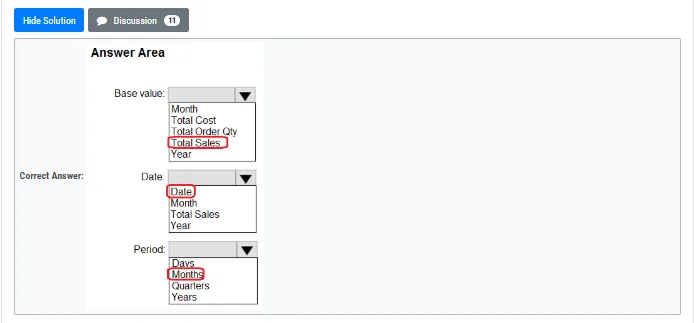 Hide Solution
Discussion 11
Answer Area
Base value:
Month
Total Cost
Total Order Qty
Total Sales
Year
Correct Answer:
Date:
Date
Month
Total Sales
Year
Period:
Days
Months
Quarters
Years